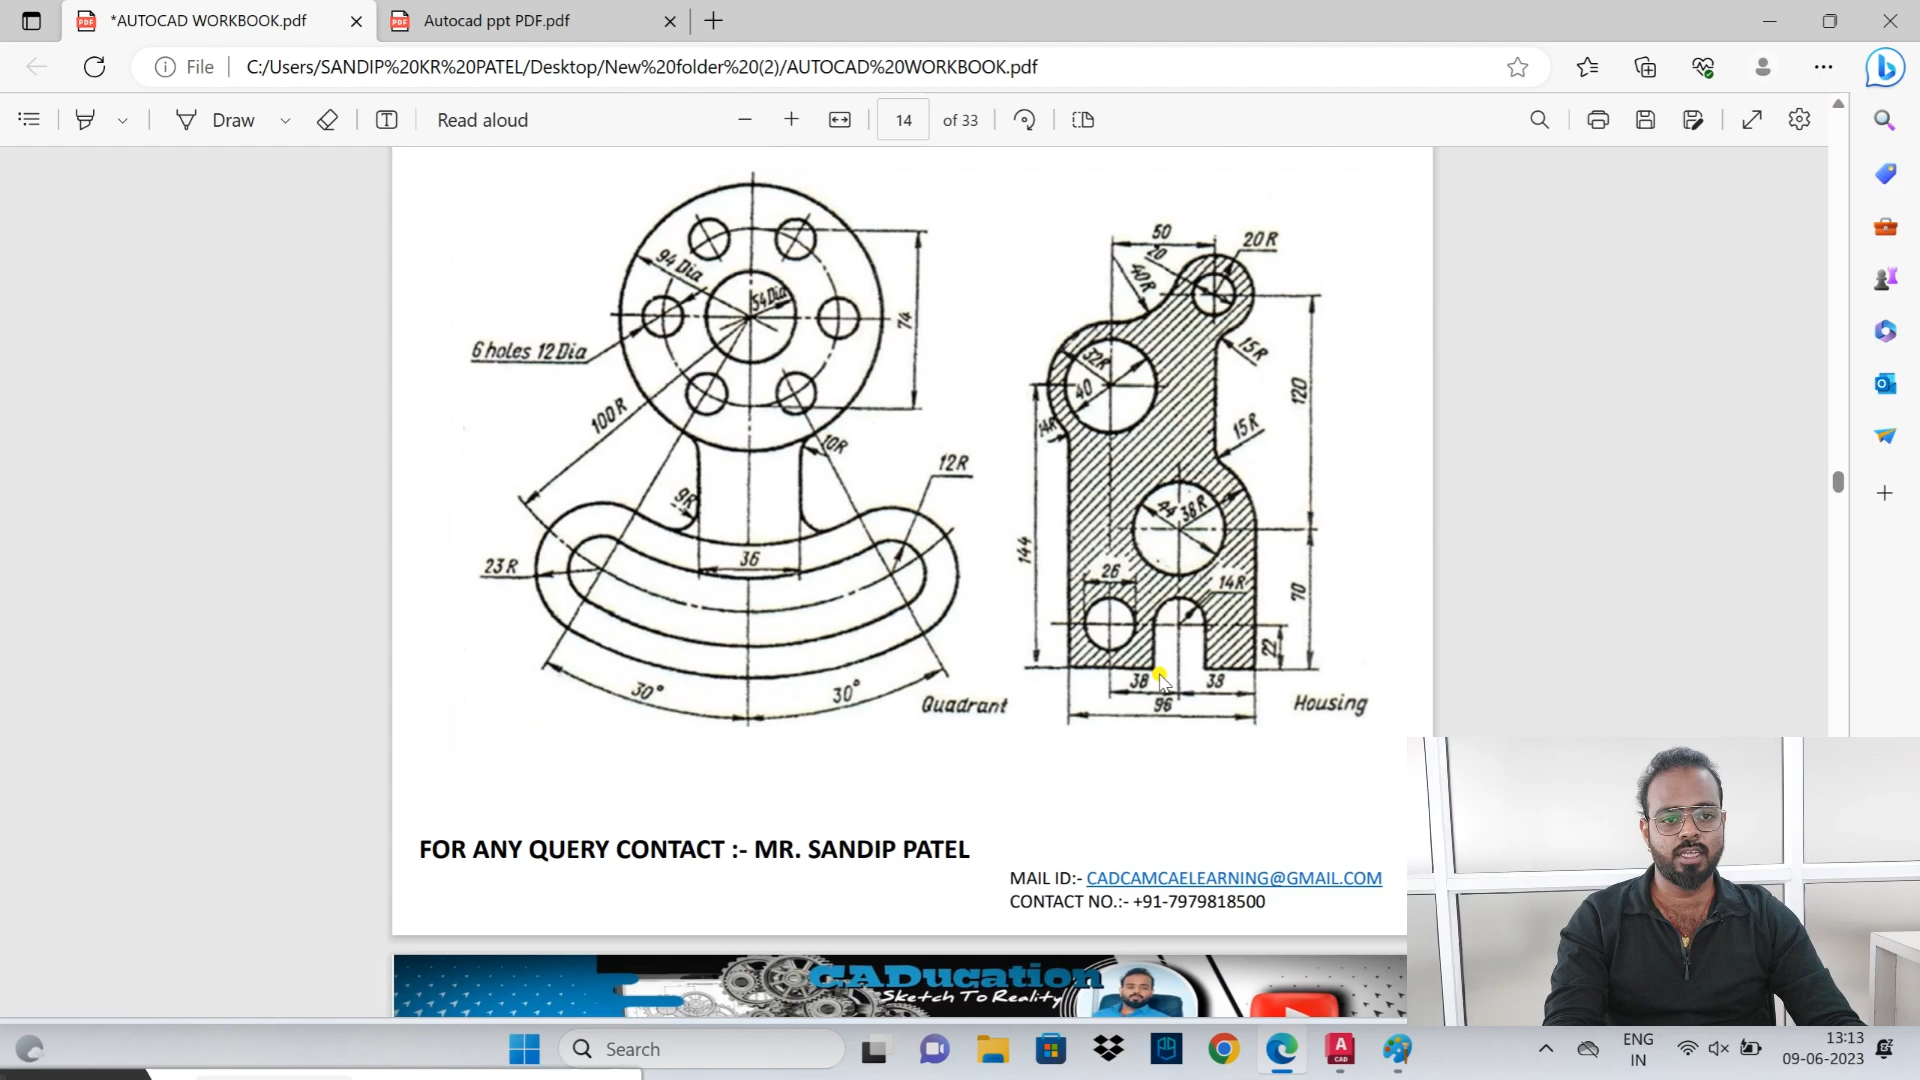 *AUTOCAD WORKBOOK.pdf
Autocad ppt PDF.pdf
File
C:/Users/SANDIP%20KR%20PATEL/Desktop/New%20folder%20(2)/AUTOCAD%20WORKBOOK.pdf
Draw
Read aloud
14 of 33
94 Dia
54 Dia
74
6 holes 12 Dia
100R
10R
12R
9R
23R
36
30°
30°
Quadrant
50
20
20R
40R
15R
32R
40
14R
120
15R
144
44
38R
26
14R
70
22
38
38
96
Housing
FOR ANY QUERY CONTACT :- MR. SANDIP PATEL
MAIL ID:- CADCAMCAELEARNING@GMAIL.COM
CONTACT NO.:- +91-7979818500
CADucation
Sketch To Reality
Search
ENG
IN
13:13
09-06-2023